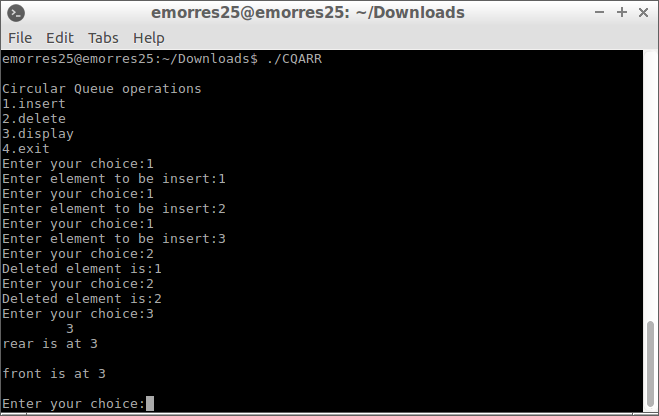 emorres25@emorres25: ~/Downloads
File Edit Tabs Help
emorres25@emorres25:~/Downloads$ ./CQARR
Circular Queue operations
1.insert
2.delete
3.display
4.exit
Enter your choice:1
Enter element to be insert:1
Enter your choice:1
Enter element to be insert:2
Enter your choice:1
Enter element to be insert:3
Enter your choice:2
Deleted element is:1
Enter your choice:2
Deleted element is:2
Enter your choice:3
3
rear is at 3
front is at 3
Enter your choice: